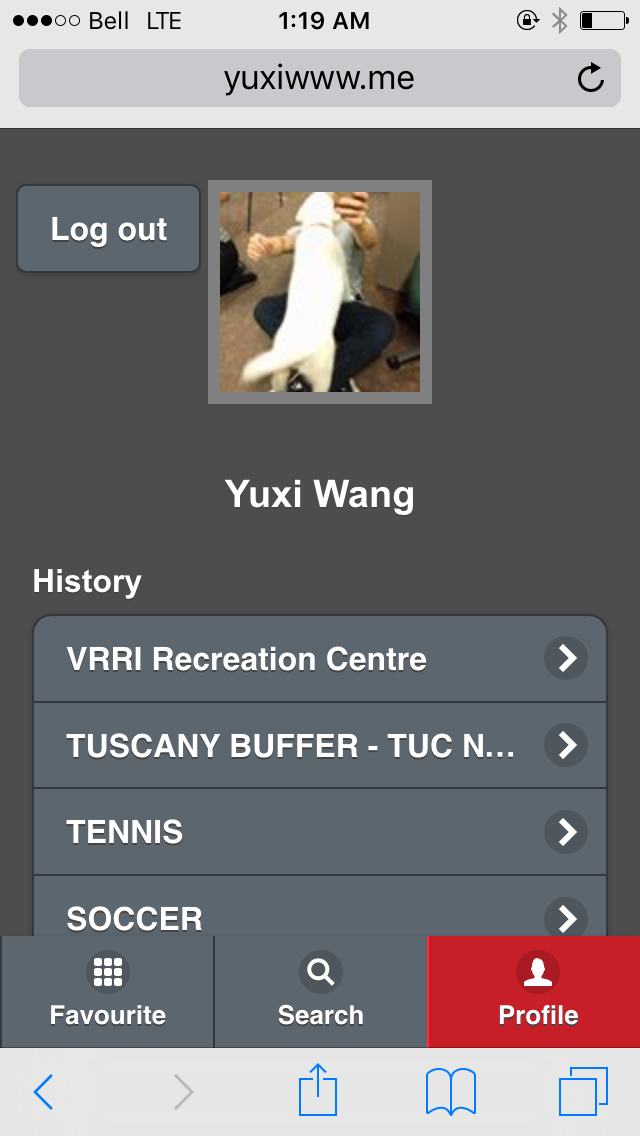 Bell LTE 1:19 AM
yuxiwww.me
Log out
Yuxi Wang
History
VRRI Recreation Centre
TUSCANY BUFFER - TUC N...
TENNIS
SOCCER
Favourite Search Profile